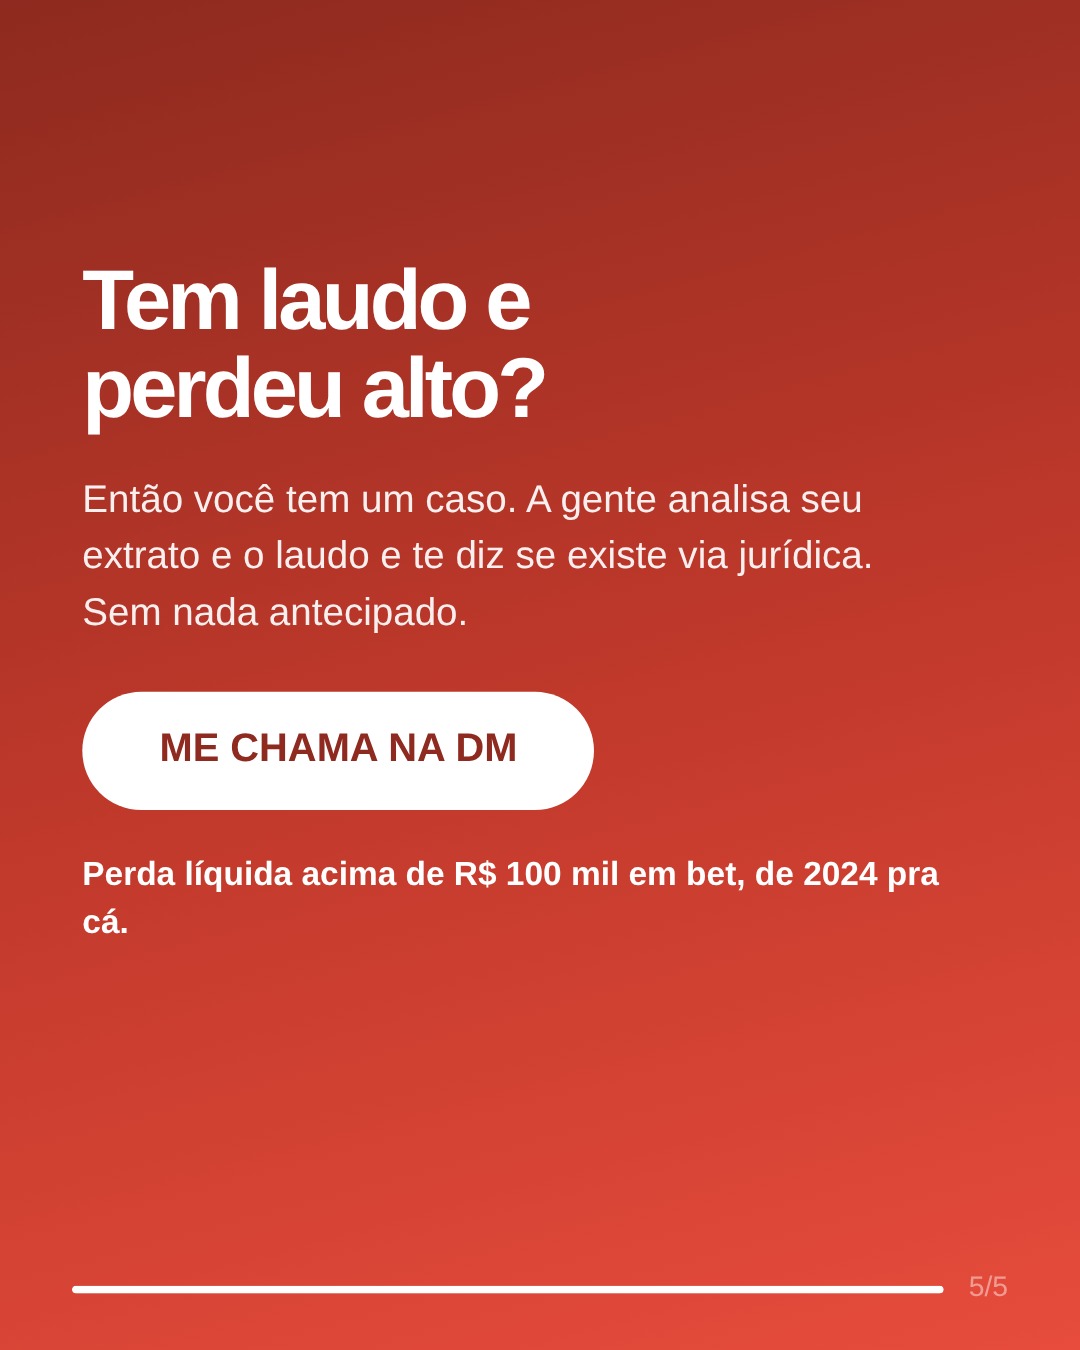 Tem laudo e
perdeu alto?
Então você tem um caso. A gente analisa seu
extrato e o laudo e te diz se existe via jurídica.
Sem nada antecipado.
ME CHAMA NA DM
Perda líquida acima de R$ 100 mil em bet, de 2024 pra
cá.
5/5